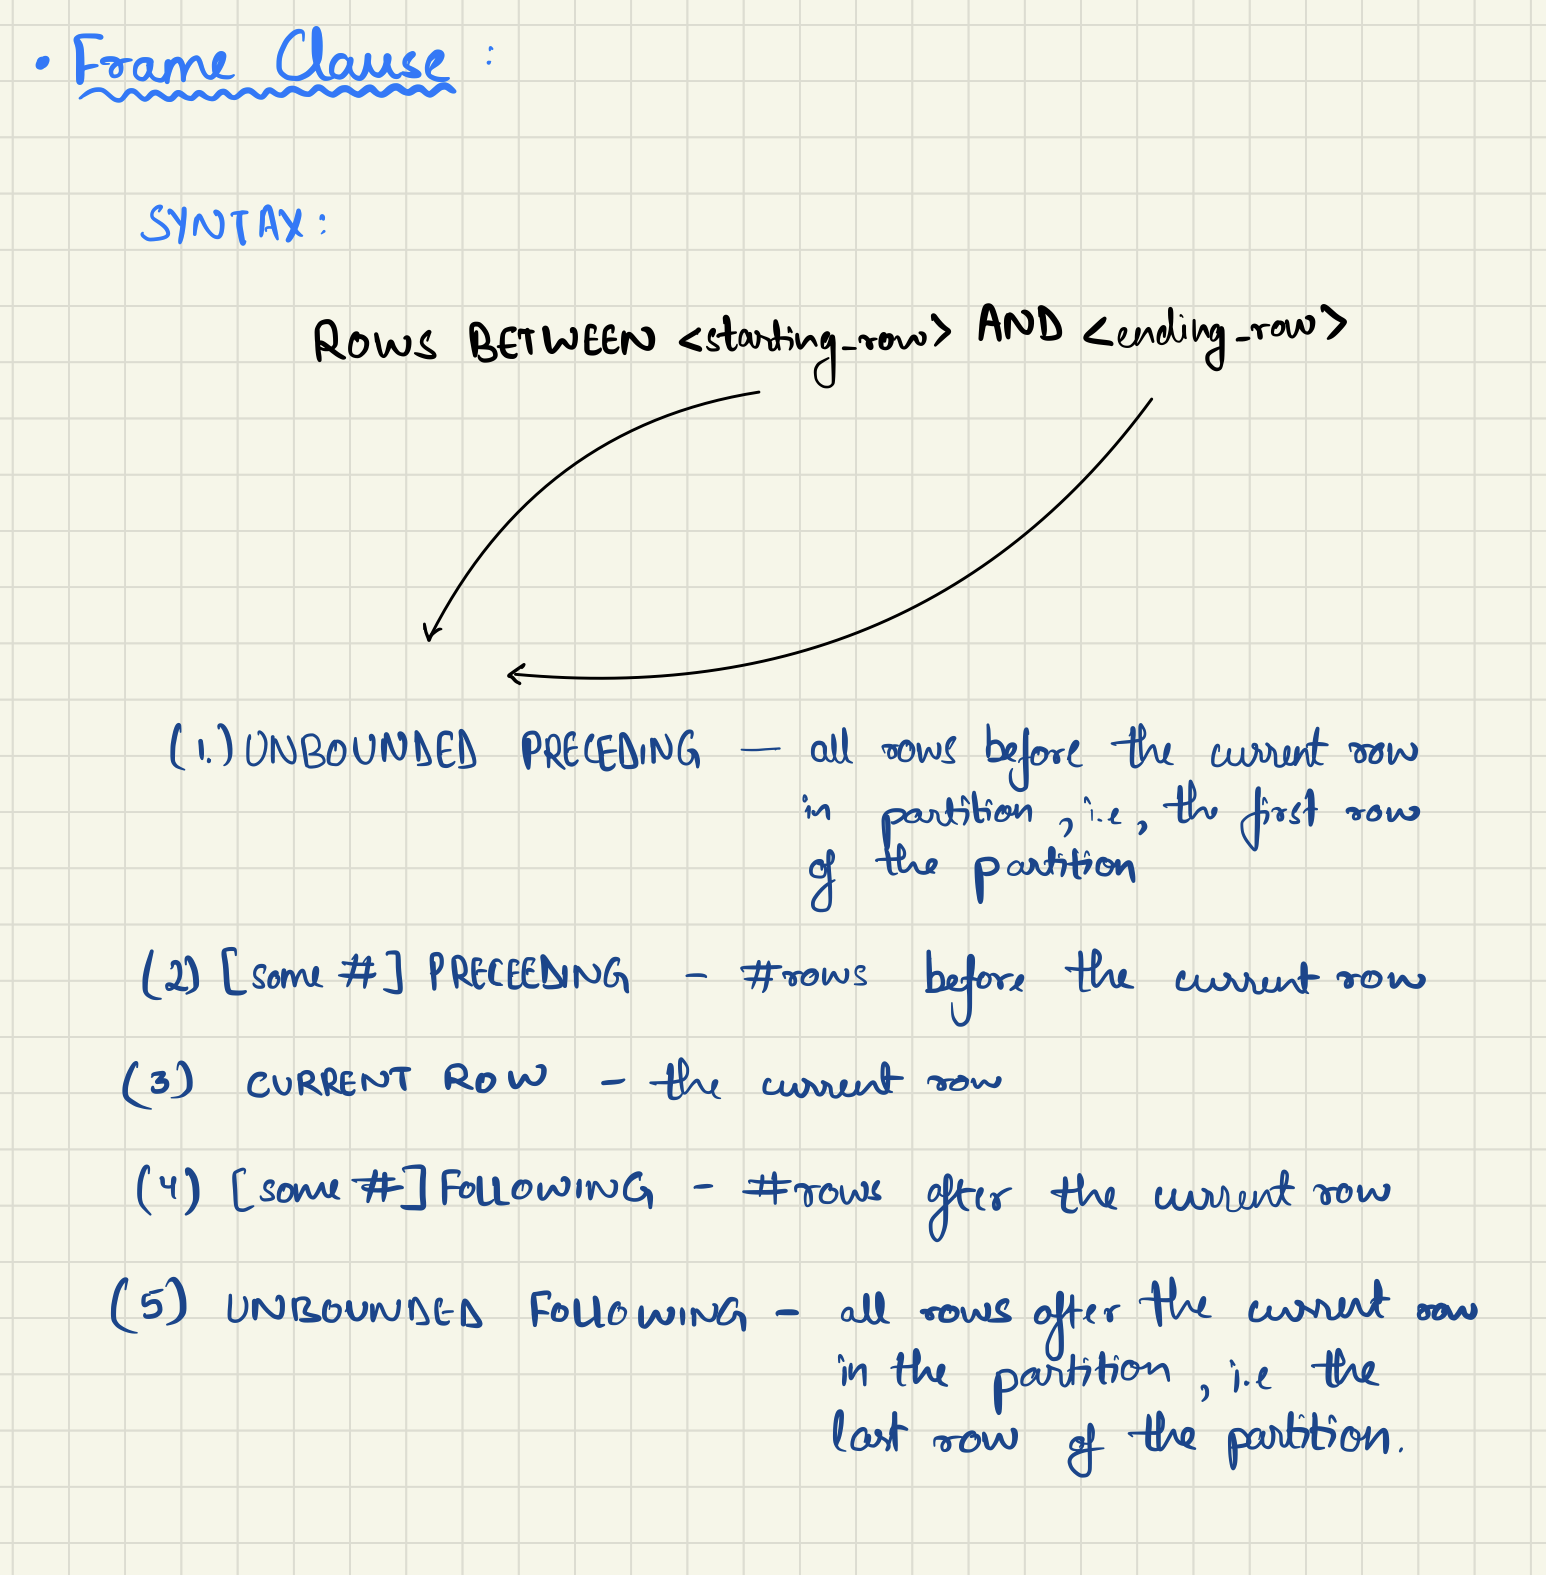 • Frame Clause :
SYNTAX:
ROWS BETWEEN <starting_row> AND <ending_row>
(1.) UNBOUNDED PRECEDING — all rows before the current row
in partition, i.e, the first row
of the partition
(2) [some #] PRECEEDING - #rows before the current row
(3) CURRENT ROW - the current row
(4) [some #] FOLLOWING - #rows after the current row
(5) UNBOUNDED FOLLOWING - all rows after the current row
in the partition, i.e the
last row of the partition.